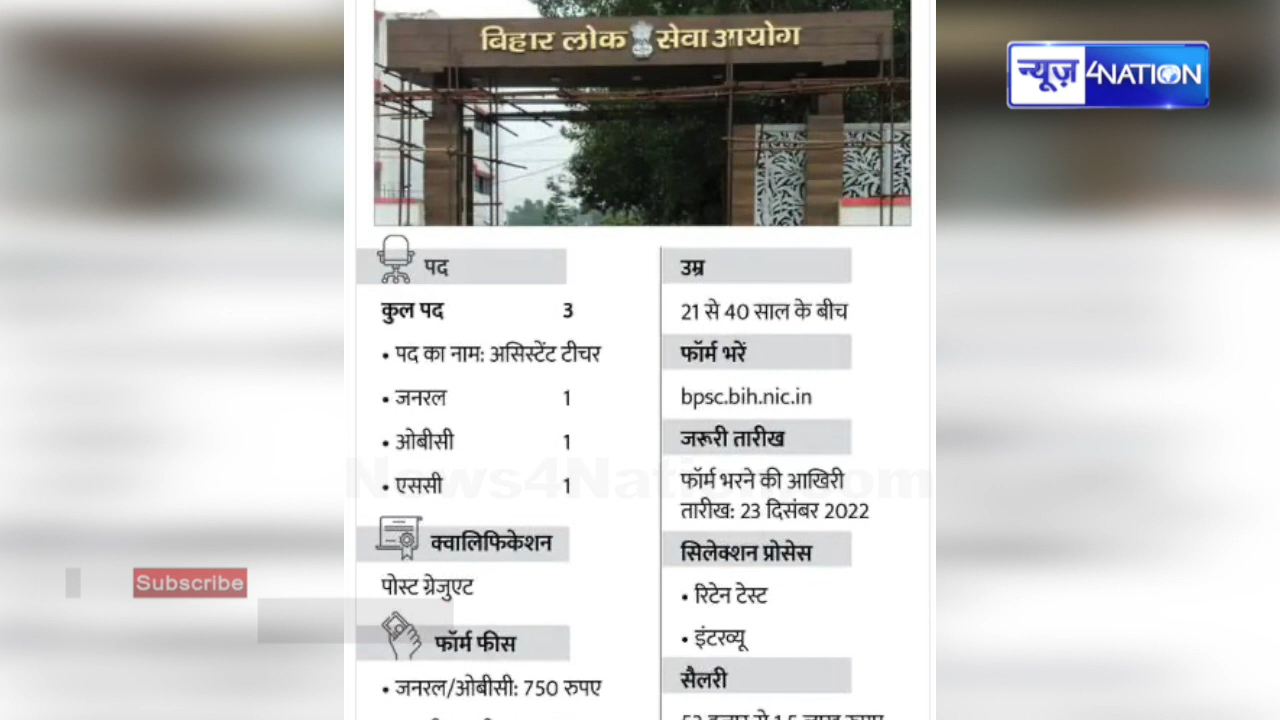 बिहार लोक सेवा आयोग
न्यूज़ 4NATION
पद
कुल पद 3
• पद का नाम: असिस्टेंट टीचर
• जनरल 1
• ओबीसी 1
• एससी 1
क्वालिफिकेशन
पोस्ट ग्रेजुएट
फॉर्म फीस
• जनरल/ओबीसी: 750 रुपए
उम्र
21 से 40 साल के बीच
फॉर्म भरें
bpsc.bih.nic.in
जरूरी तारीख
फॉर्म भरने की आखिरी
तारीख: 23 दिसंबर 2022
सिलेक्शन प्रोसेस
• रिटेन टेस्ट
• इंटरव्यू
सैलरी
News4Nation.com
Subscribe